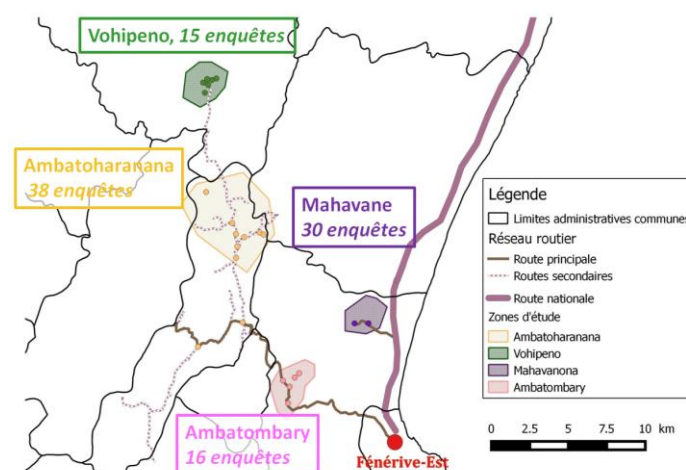 Vohipeno, 15 enquêtes
Ambatoharanana
38 enquêtes
Mahavane
30 enquêtes
Ambatombary
16 enquêtes
Fénérive-Est
Légende
Limites administratives communes
Réseau routier
Route principale
Routes secondaires
Route nationale
Zones d'étude
Ambatoharanana
Vohipeno
Mahavanona
Ambatombary
0 2.5 5 7.5 10 km